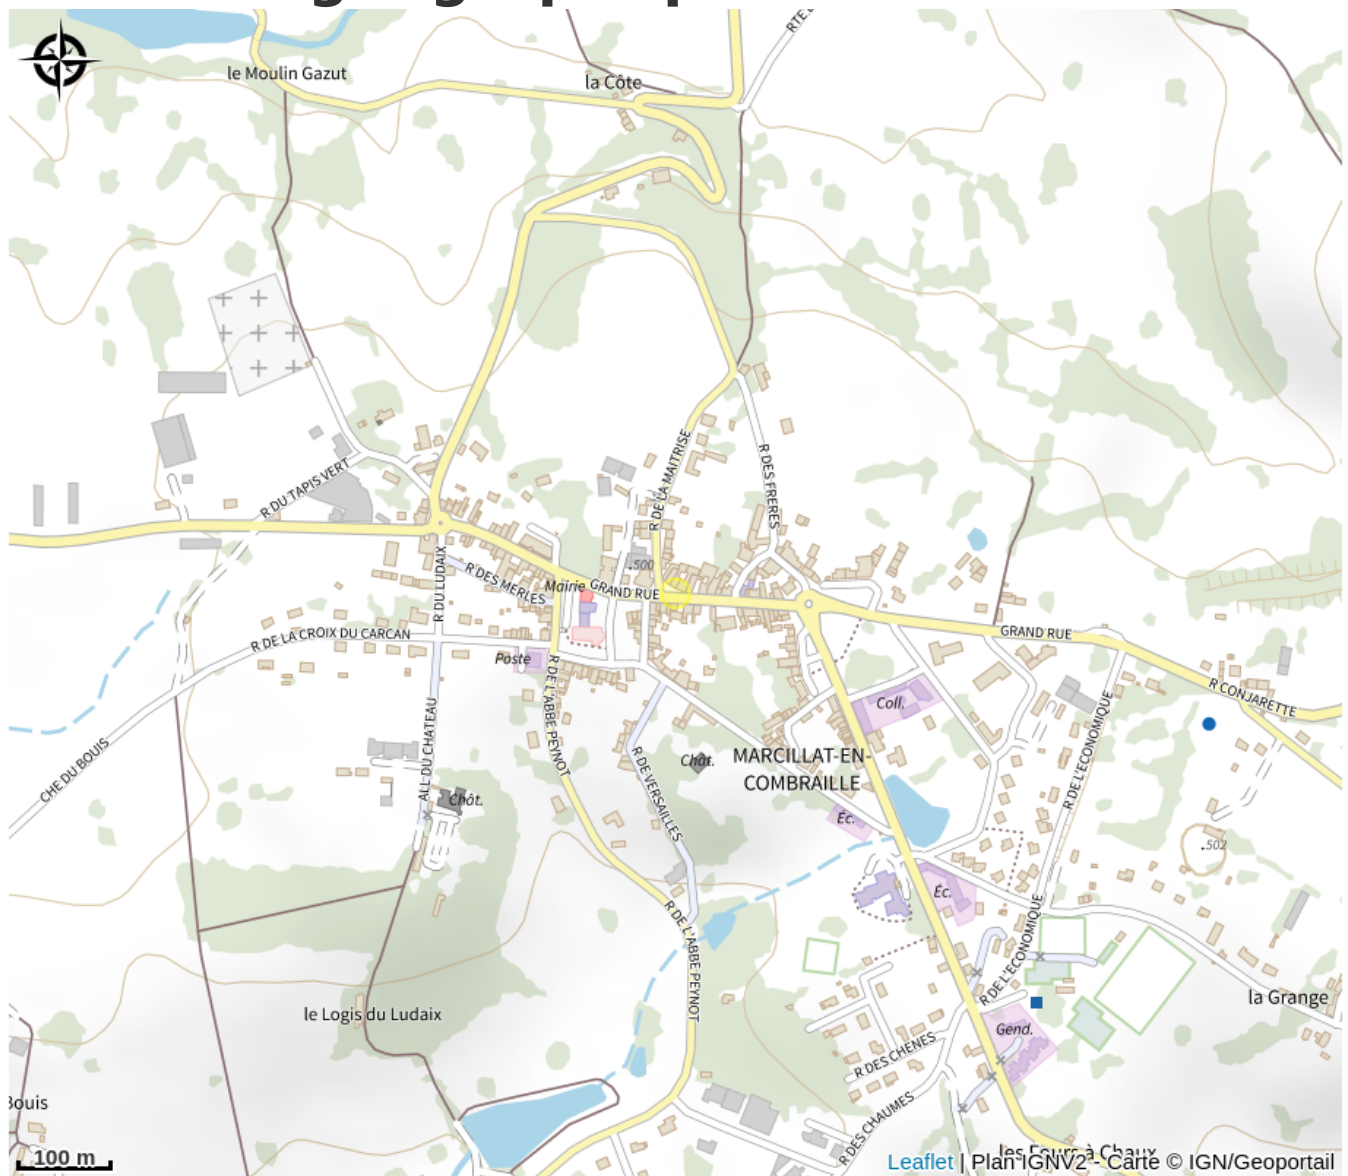 le Moulin Gazut
la Côte
R DU TAPIS VERT
R DE LA MAITRISE
R DES FRERES
R DU LUDAIX
R DES MERLES
Mairie
GRAND RUE
.500
R DE LA CROIX DU CARCAN
Poste
GRAND RUE
R CONJARETTE
R DE L'ABBE PEYNOT
Coll.
CHE DU BOUIS
ALL DU CHATEAU
Chât.
R DE VERSAILLES
Chât.
MARCILLAT-EN-
COMBRAILLE
R DE L'ECONOMIQUE
Éc.
.502
Éc.
R DE L'ABBE PEYNOT
R DE L'ECONOMIQUE
la Grange
le Logis du Ludaix
Gend.
R DES CHENES
R DES CHAUMES
Bouis
les Fours à Chaux
100 m
Leaflet | Plan IGNV2 - Carte © IGN/Geoportail